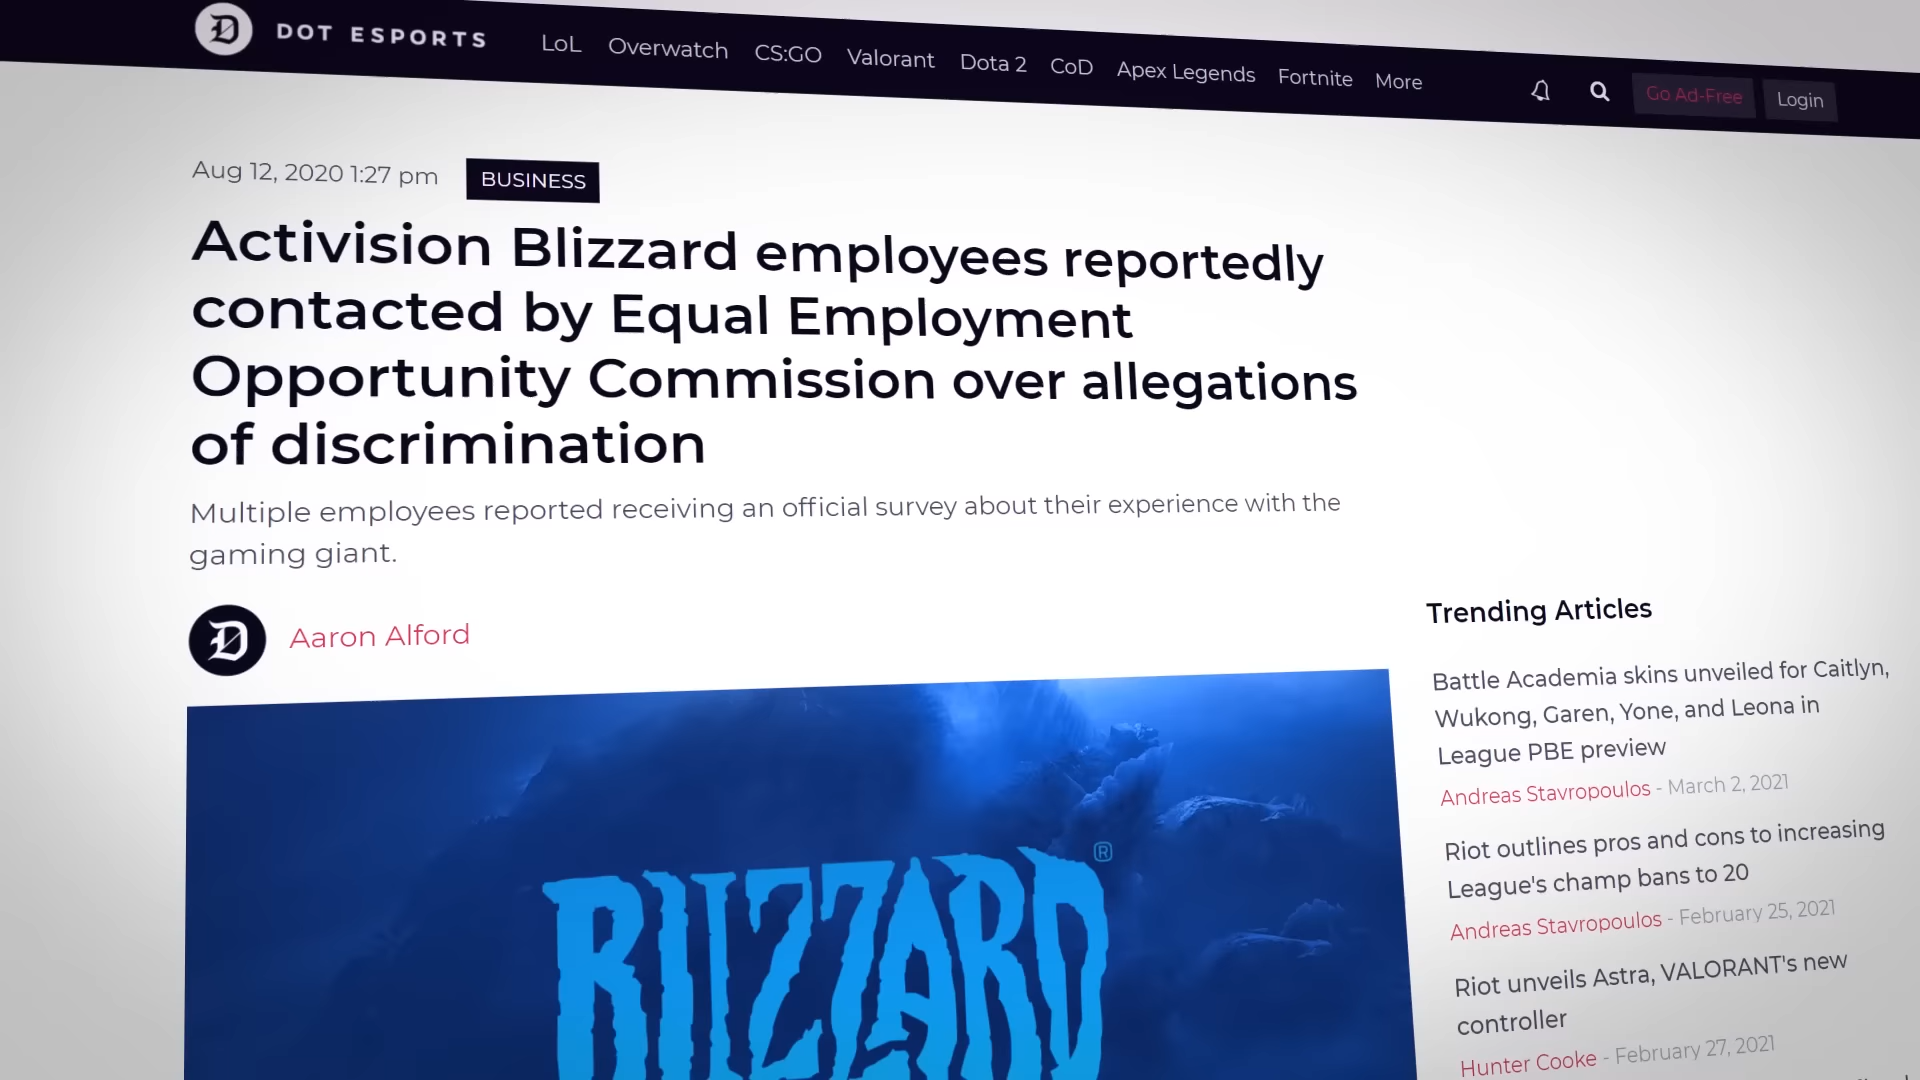 DOT ESPORTS
LoL Overwatch CS:GO Valorant Dota 2 CoD Apex Legends Fortnite More
Go Ad-Free Login
Aug 12, 2020 1:27 pm BUSINESS
Activision Blizzard employees reportedly
contacted by Equal Employment
Opportunity Commission over allegations
of discrimination
Multiple employees reported receiving an official survey about their experience with the
gaming giant.
Aaron Alford
BLIZZARD®
Trending Articles
Battle Academia skins unveiled for Caitlyn,
Wukong, Garen, Yone, and Leona in
League PBE preview
Andreas Stavropoulos - March 2, 2021
Riot outlines pros and cons to increasing
League's champ bans to 20
Andreas Stavropoulos - February 25, 2021
Riot unveils Astra, VALORANT's new
controller
Hunter Cooke - February 27, 2021